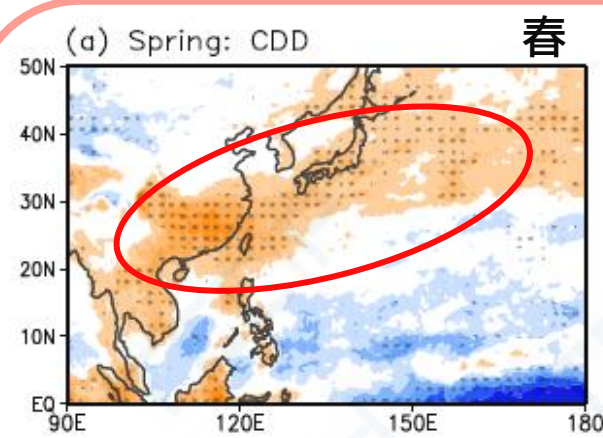 (a) Spring: CDD
春
50N
40N
30N
20N
10N
EQ
90E 120E 150E 180